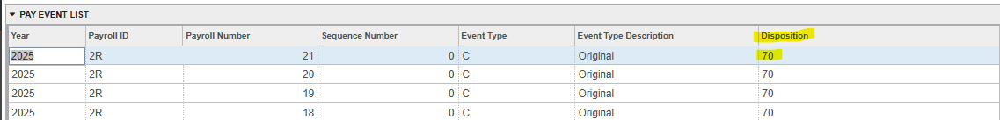 PAY EVENT LIST
Year Payroll ID Payroll Number Sequence Number Event Type Event Type Description Disposition
2025 2R 21 0 C Original 70
2025 2R 20 0 C Original 70
2025 2R 19 0 C Original 70
2025 2R 18 0 C Original 70